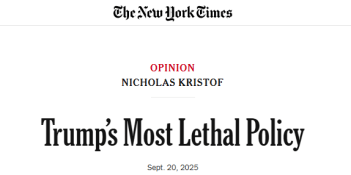 The New York Times
OPINION
NICHOLAS KRISTOF
Trump's Most Lethal Policy
Sept. 20, 2025